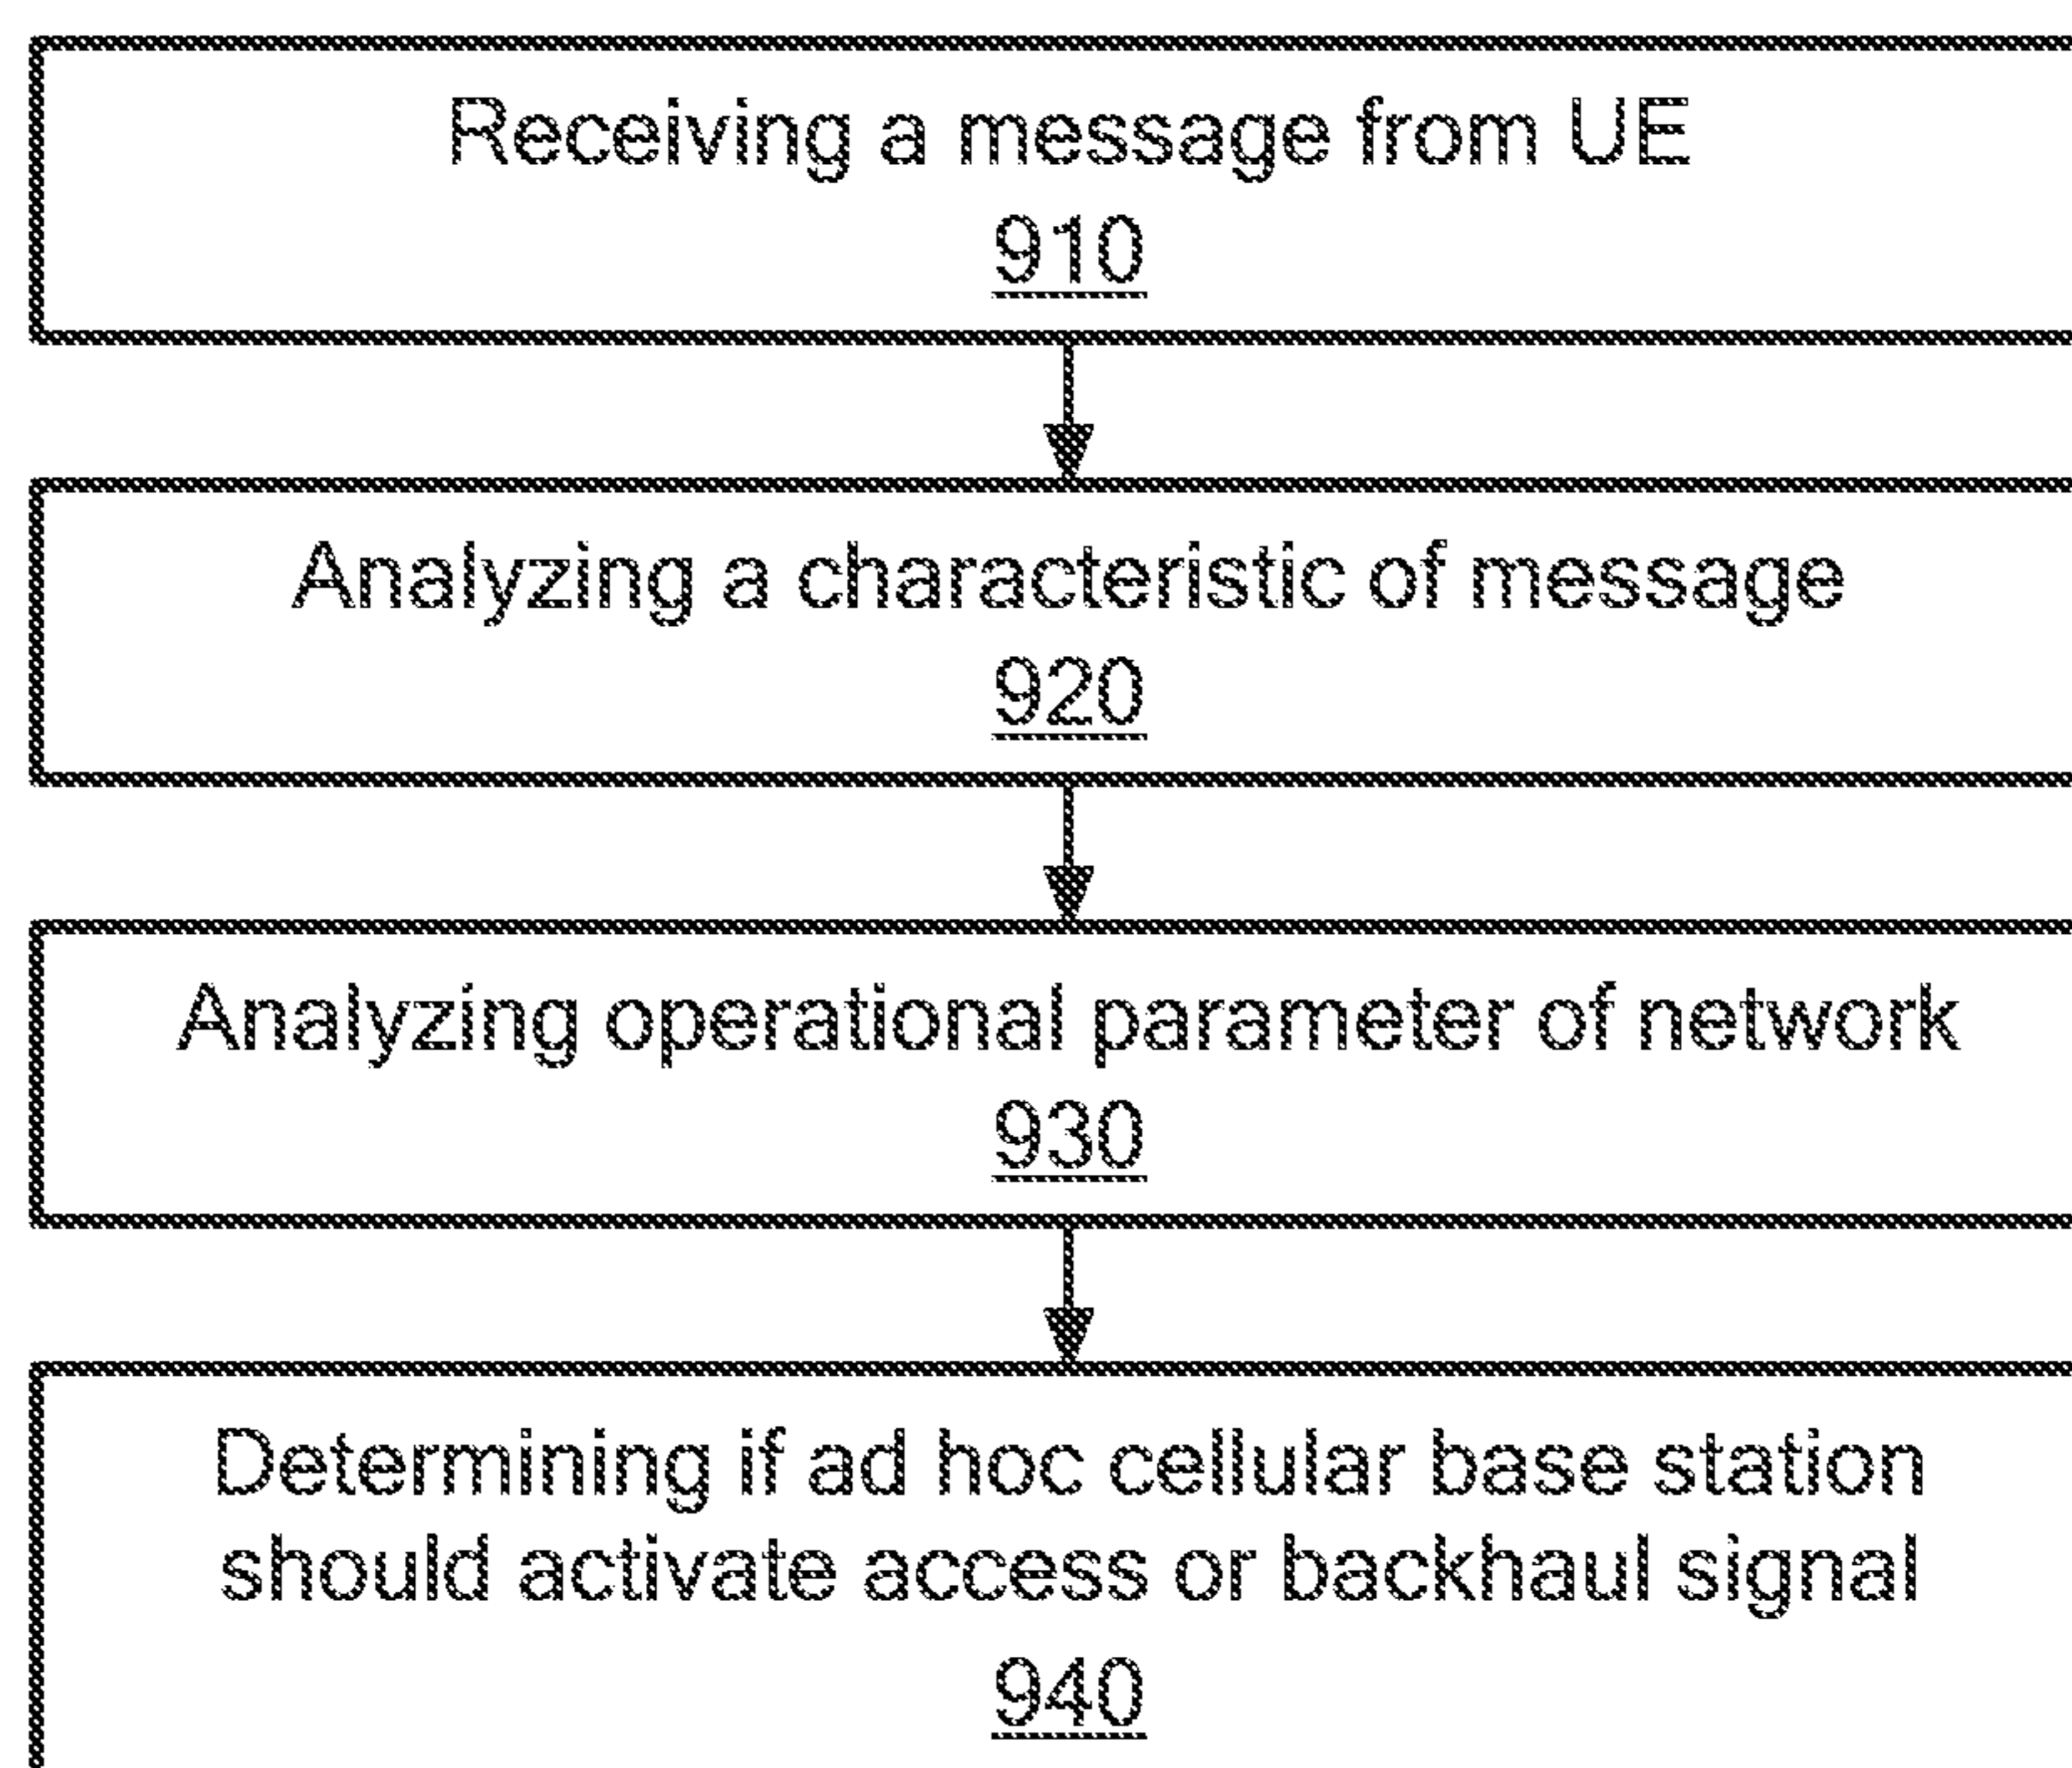 Receiving a message from UE
910
Analyzing a characteristic of message
920
Analyzing operational parameter of network
930
Determining if ad hoc cellular base station
should activate access or backhaul signal
940